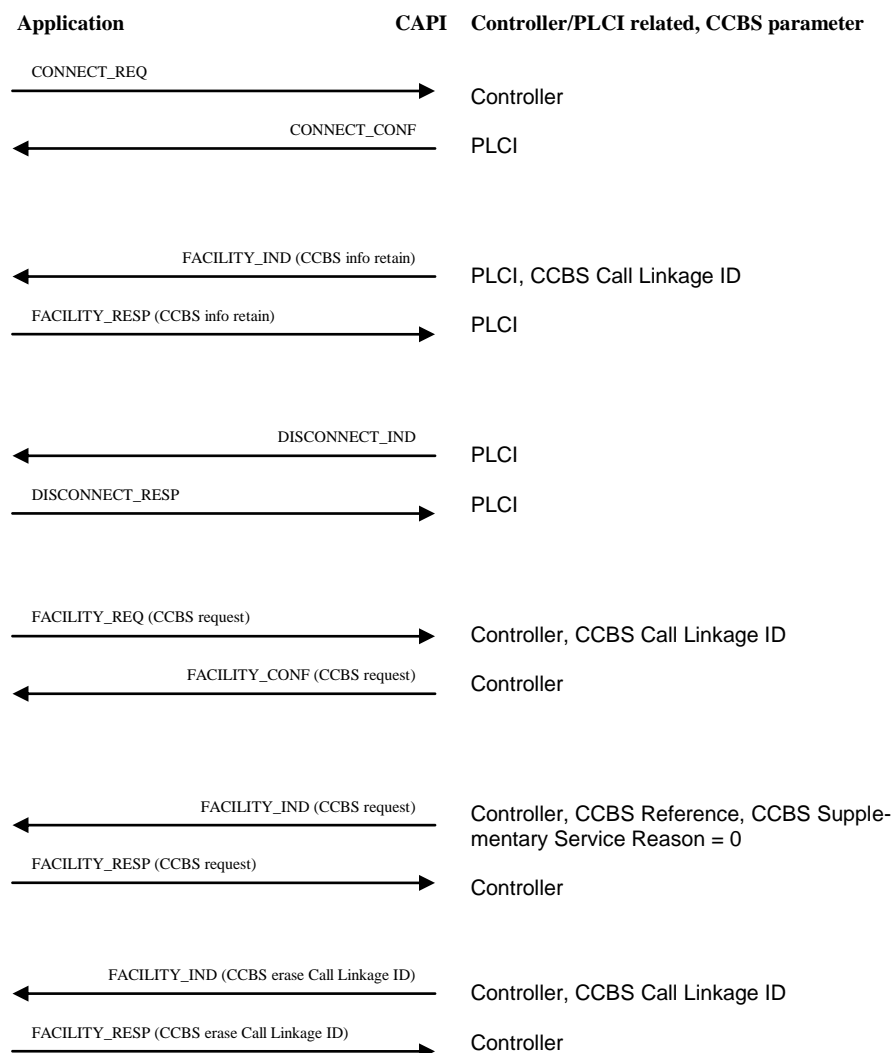 Application CAPI Controller/PLCI related, CCBS parameter
CONNECT_REQ
Controller
CONNECT_CONF
PLCI
FACILITY_IND (CCBS info retain)
PLCI, CCBS Call Linkage ID
FACILITY_RESP (CCBS info retain)
PLCI
DISCONNECT_IND
PLCI
DISCONNECT_RESP
PLCI
FACILITY_REQ (CCBS request)
Controller, CCBS Call Linkage ID
FACILITY_CONF (CCBS request)
Controller
FACILITY_IND (CCBS request)
Controller, CCBS Reference, CCBS Supple-
mentary Service Reason = 0
FACILITY_RESP (CCBS request)
Controller
FACILITY_IND (CCBS erase Call Linkage ID)
Controller, CCBS Call Linkage ID
FACILITY_RESP (CCBS erase Call Linkage ID)
Controller